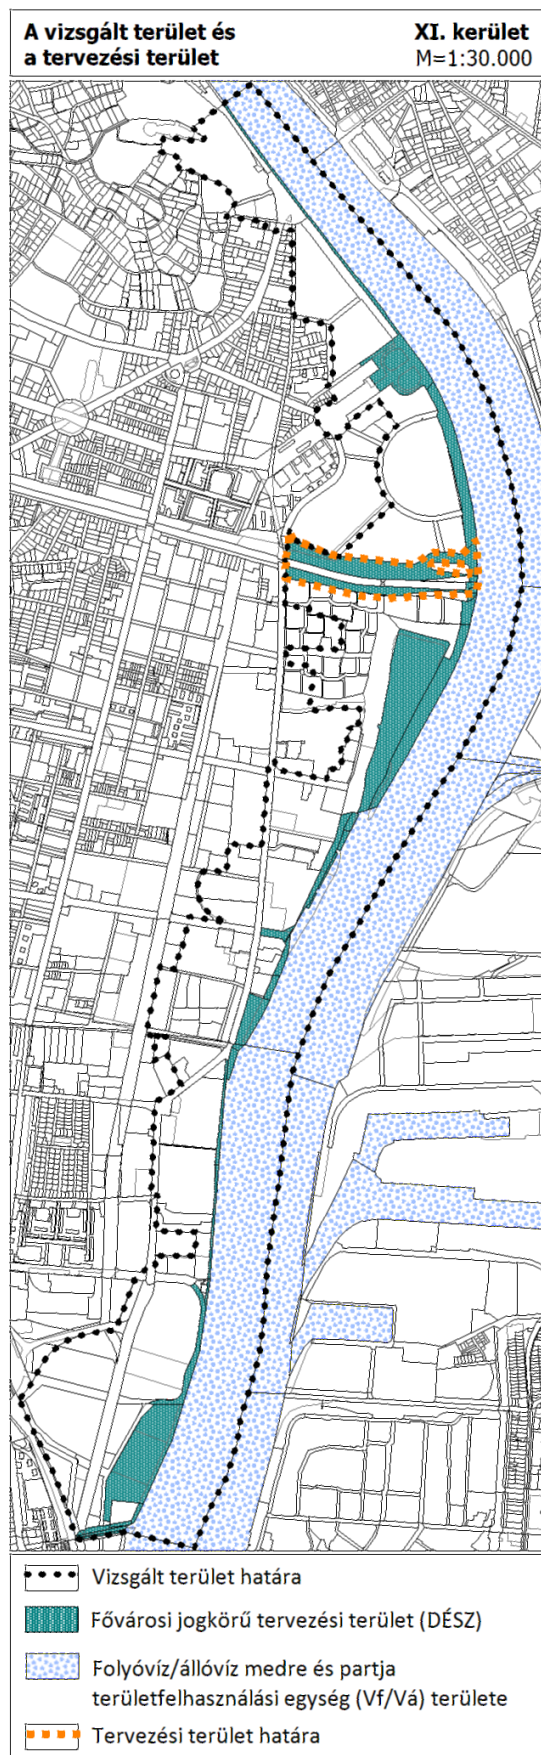 A vizsgált terület és
a tervezési terület
XI. kerület
M=1:30.000
Vizsgált terület határa
Fővárosi jogkörű tervezési terület (DÉSZ)
Folyóvíz/állóvíz medre és partja
területfelhasználási egység (Vf/Vá) területe
Tervezési terület határa